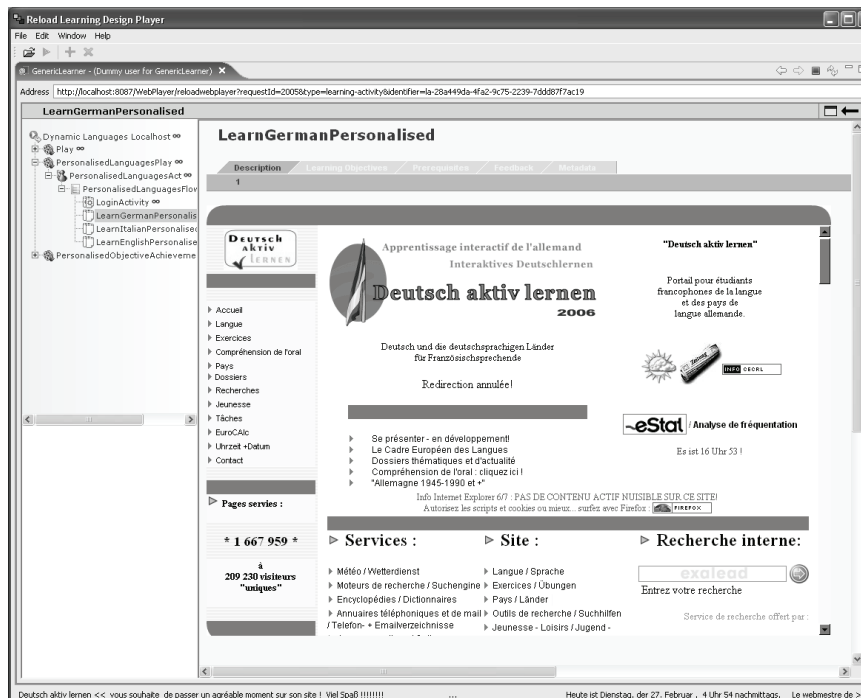 Reload Learning Design Player
File Edit Window Help
GenericLearner - (Dummy user for GenericLearner)
Address http://localhost:8087/WebPlayer/reloadwebplayer?requestId=2005&type=learning-activity&identifier=la-28a449da-4fa2-9c75-2239-7ddd87f7ac19
LearnGermanPersonalised
Dynamic Languages Localhost
Play
PersonalisedLanguagesPlay
PersonalisedLanguagesAct
PersonalisedLanguagesFlow
LoginActivity
LearnGermanPersonalis
LearnItalianPersonalised
LearnEnglishPersonalise
PersonalisedObjectiveAchieveme
LearnGermanPersonalised
Description Learning Objectives Prerequisites Feedback Metadata
1
DEUTSCH
AKTIV
LERNEN
Accueil
Langue
Exercices
Compréhension de l'oral
Pays
Dossiers
Recherches
Jeunesse
Tâches
EuroCAlc
Uhrzeit +Datum
Contact
Pages servies :
* 1 667 959 *
à
209 230 visiteurs
"uniques"
Apprentissage interactif de l'allemand
Interaktives Deutschlernen
Deutsch aktiv lernen
2006
Deutsch und die deutschsprachigen Länder
für Französischsprechende
Redirection annulée!
Se présenter - en développement!
Le Cadre Européen des Langues
Dossiers thématiques et d'actualité
Compréhension de l'oral : cliquez ici !
"Allemagne 1945-1990 et +"
"Deutsch aktiv lernen"
Portail pour étudiants
francophones de la langue
et des pays de
langue allemande.
Zeitung
INFO CECRL
eStat / Analyse de fréquentation
Es ist 16 Uhr 53 !
Info Internet Explorer 6/7 : PAS DE CONTENU ACTIF NUISIBLE SUR CE SITE!
Autorisez les scripts et cookies ou mieux... surfez avec Firefox : FIREFOX
Services :
Météo / Wetterdienst
Moteurs de recherche / Suchengine
Encyclopédies / Dictionnaires
Annuaires téléphoniques et de mail
/ Telefon- + Emailverzeichnisse
Site :
Langue / Sprache
Exercices / Übungen
Pays / Länder
Outils de recherche / Suchhilfen
Jeunesse - Loisirs / Jugend -
Recherche interne:
exalead
Entrez votre recherche
Service de recherche offert par :
Deutsch aktiv lernen << vous souhaite de passer un agréable moment sur son site ! Viel Spaß !!!!!!!! ... Heute ist Dienstag, der 27. Februar , 4 Uhr 54 nachmittags. Le webmestre de >